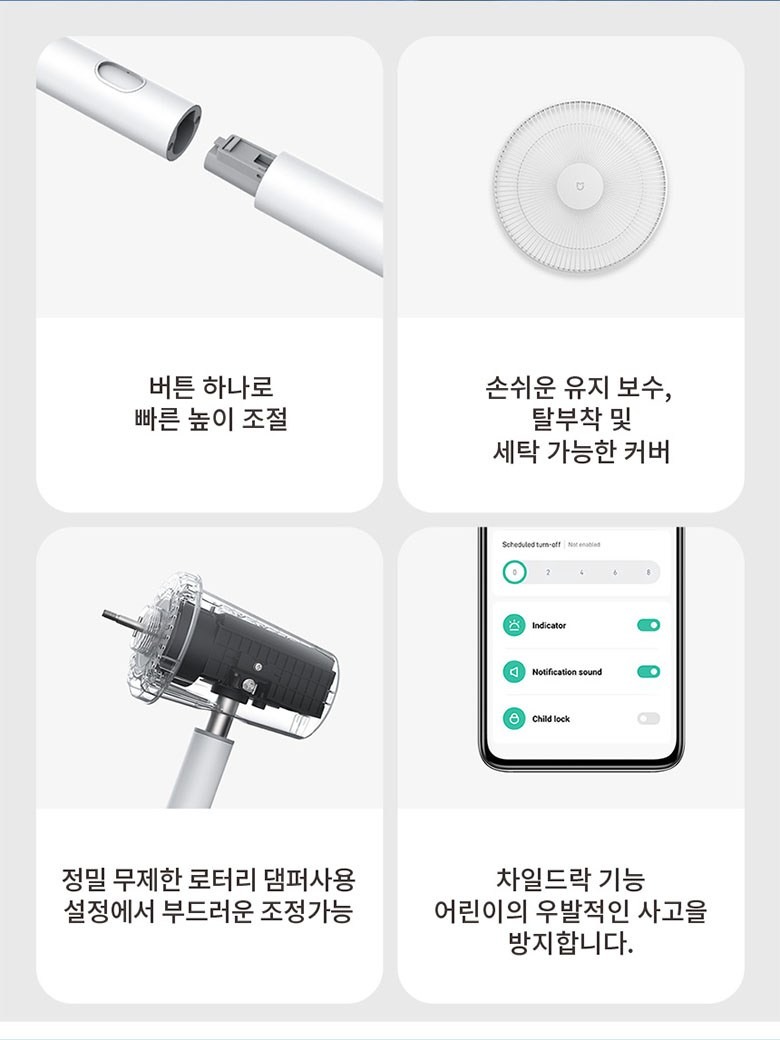 버튼 하나로
빠른 높이 조절
손쉬운 유지 보수,
탈부착 및
세탁 가능한 커버
Scheduled turn-off | Not enabled
0 2 4 6 8
Indicator
Notification sound
Child lock
정밀 무제한 로터리 댐퍼사용
설정에서 부드러운 조정가능
차일드락 기능
어린이의 우발적인 사고을
방지합니다.